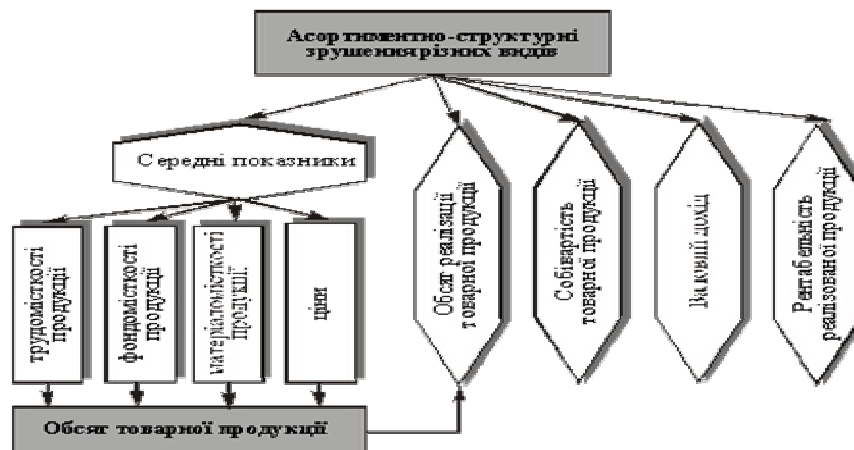 Асортиментно-структурні
зрушення різних видів
Середні показники
трудомісткості
продукції
фондомісткості
продукції
матеріаломісткості
продукції
ціни
Обсяг реалізації
товарної продукції
Собівартість
товарної продукції
Валовий дохід
Рентабельність
реалізованої продукції
Обсяг товарної продукції